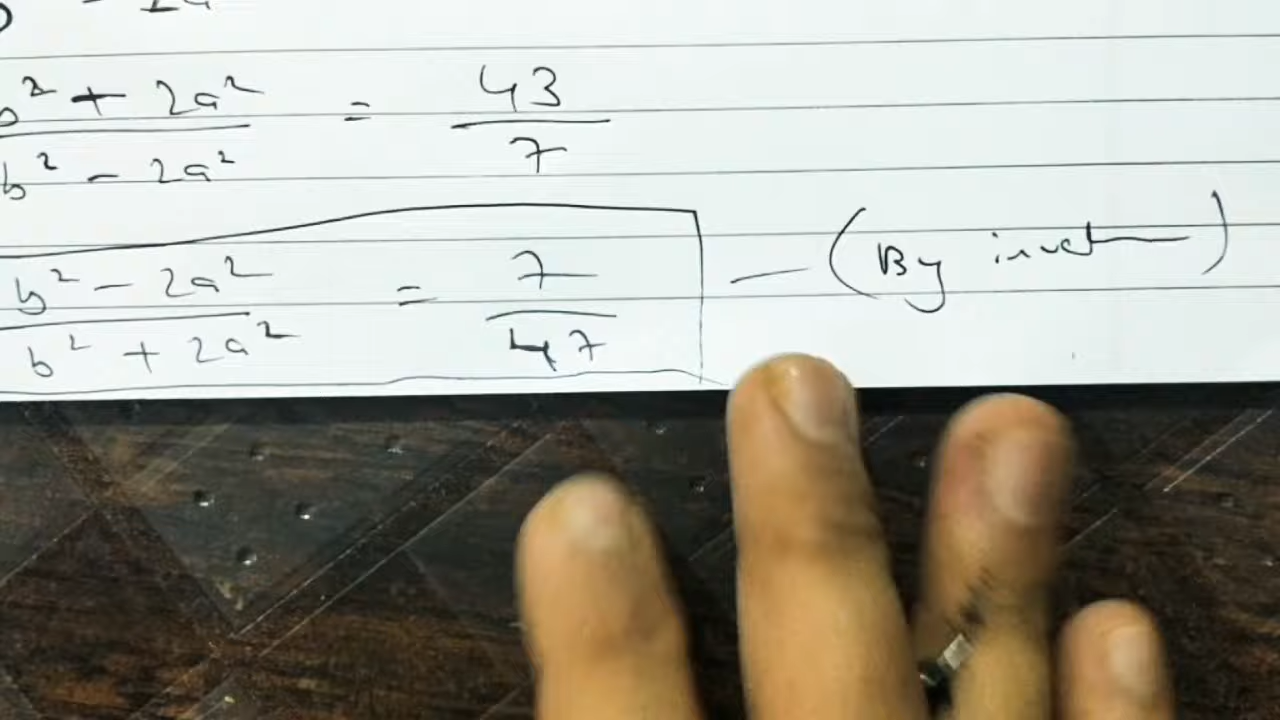 b² + 2a² / b² - 2a² = 43 / 7
b² - 2a² / b² + 2a² = 7 / 47 — (By